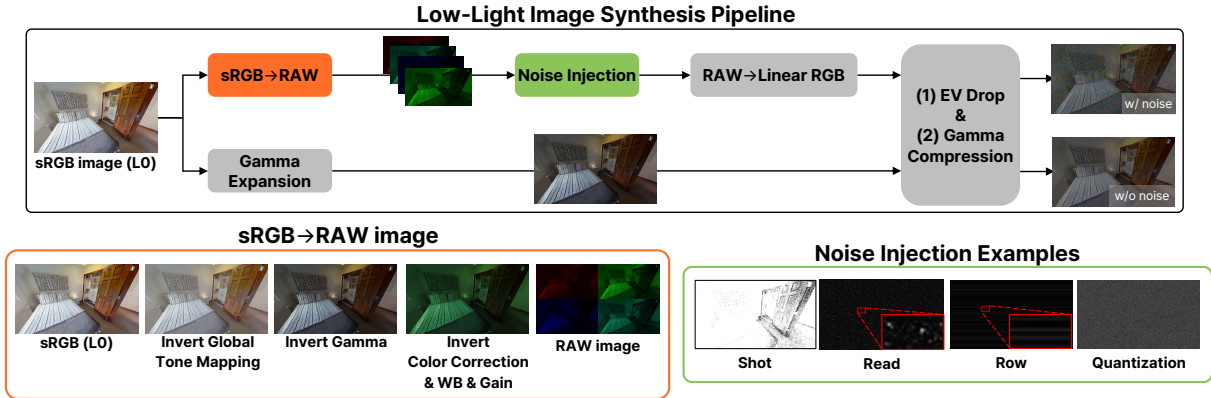 Low-Light Image Synthesis Pipeline
sRGB→RAW
Noise Injection
RAW→Linear RGB
(1) EV Drop
&
(2) Gamma
Compression
w/ noise
sRGB image (L0)
Gamma
Expansion
w/o noise
sRGB→RAW image
sRGB (L0)
Invert Global
Tone Mapping
Invert Gamma
Invert
Color Correction
& WB & Gain
RAW image
Noise Injection Examples
Shot
Read
Row
Quantization